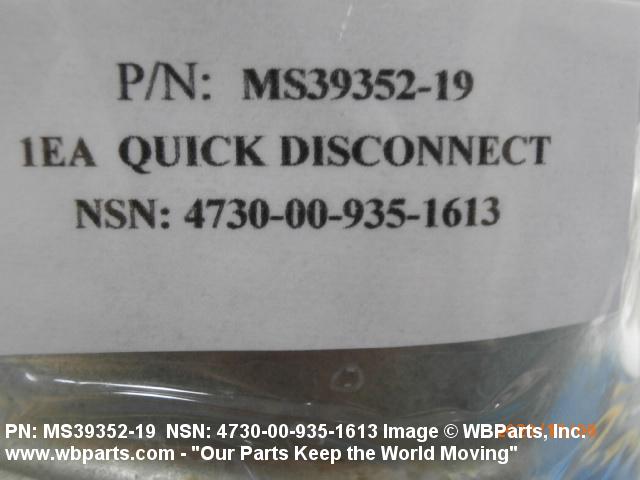 P/N: MS39352-19
1EA QUICK DISCONNECT
NSN: 4730-00-935-1613
PN: MS39352-19 NSN: 4730-00-935-1613 Image © WBParts, Inc.
www.wbparts.com - "Our Parts Keep the World Moving"